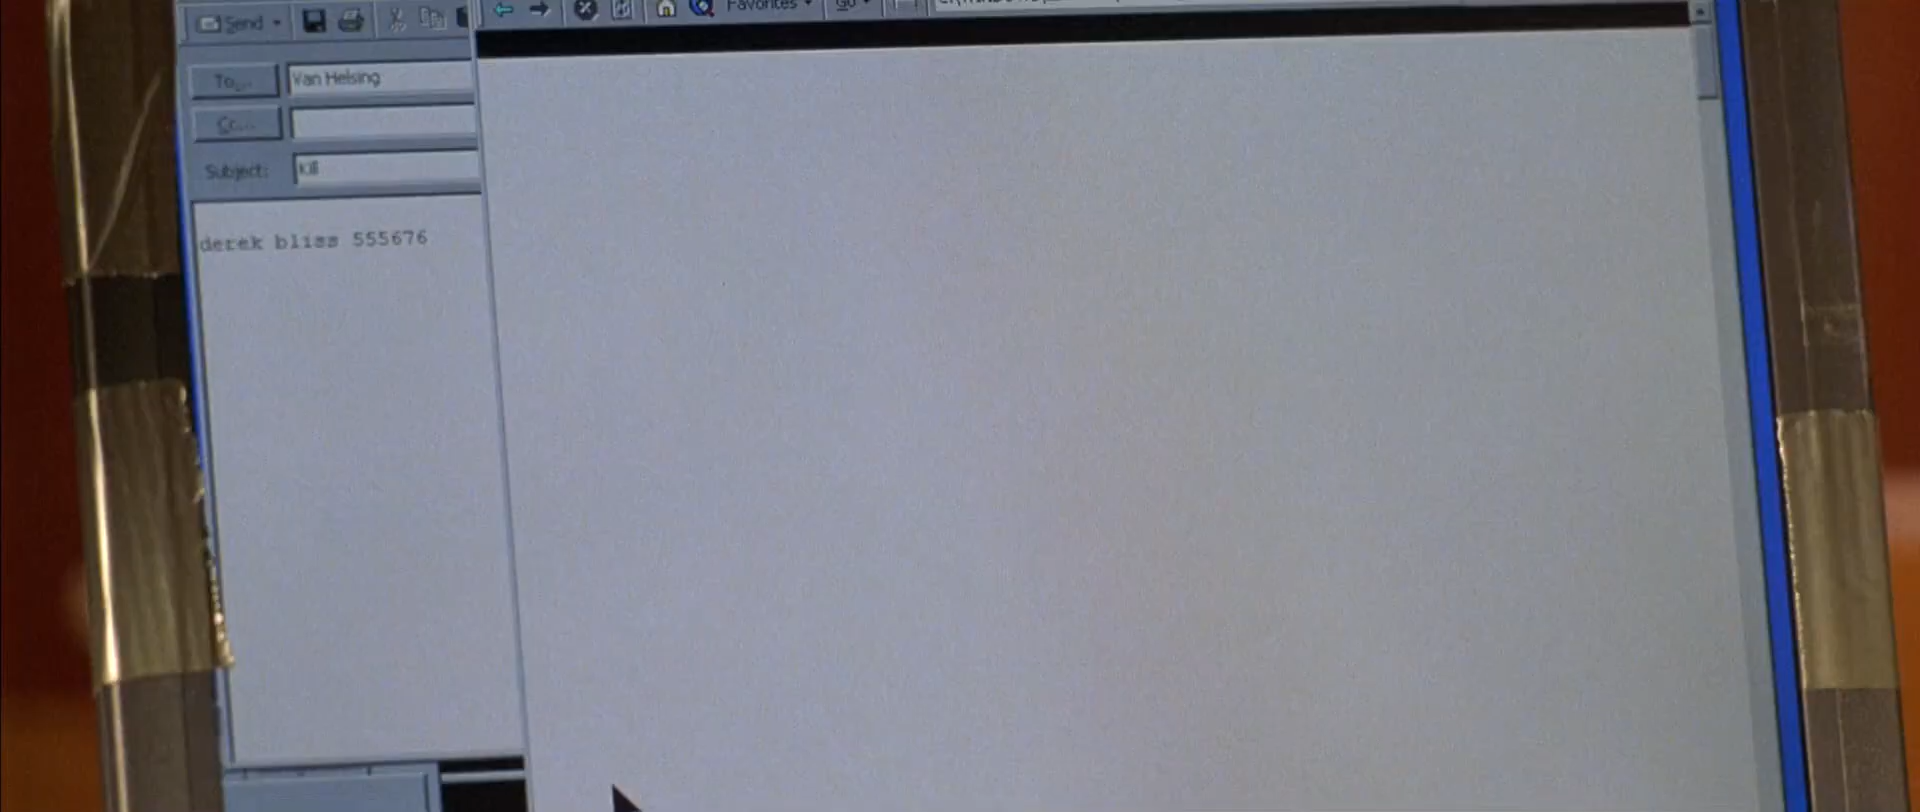 Send
Favorites
Go
To...
Van Helsing
Cc...
Subject:
Kill
derek bliss 555676